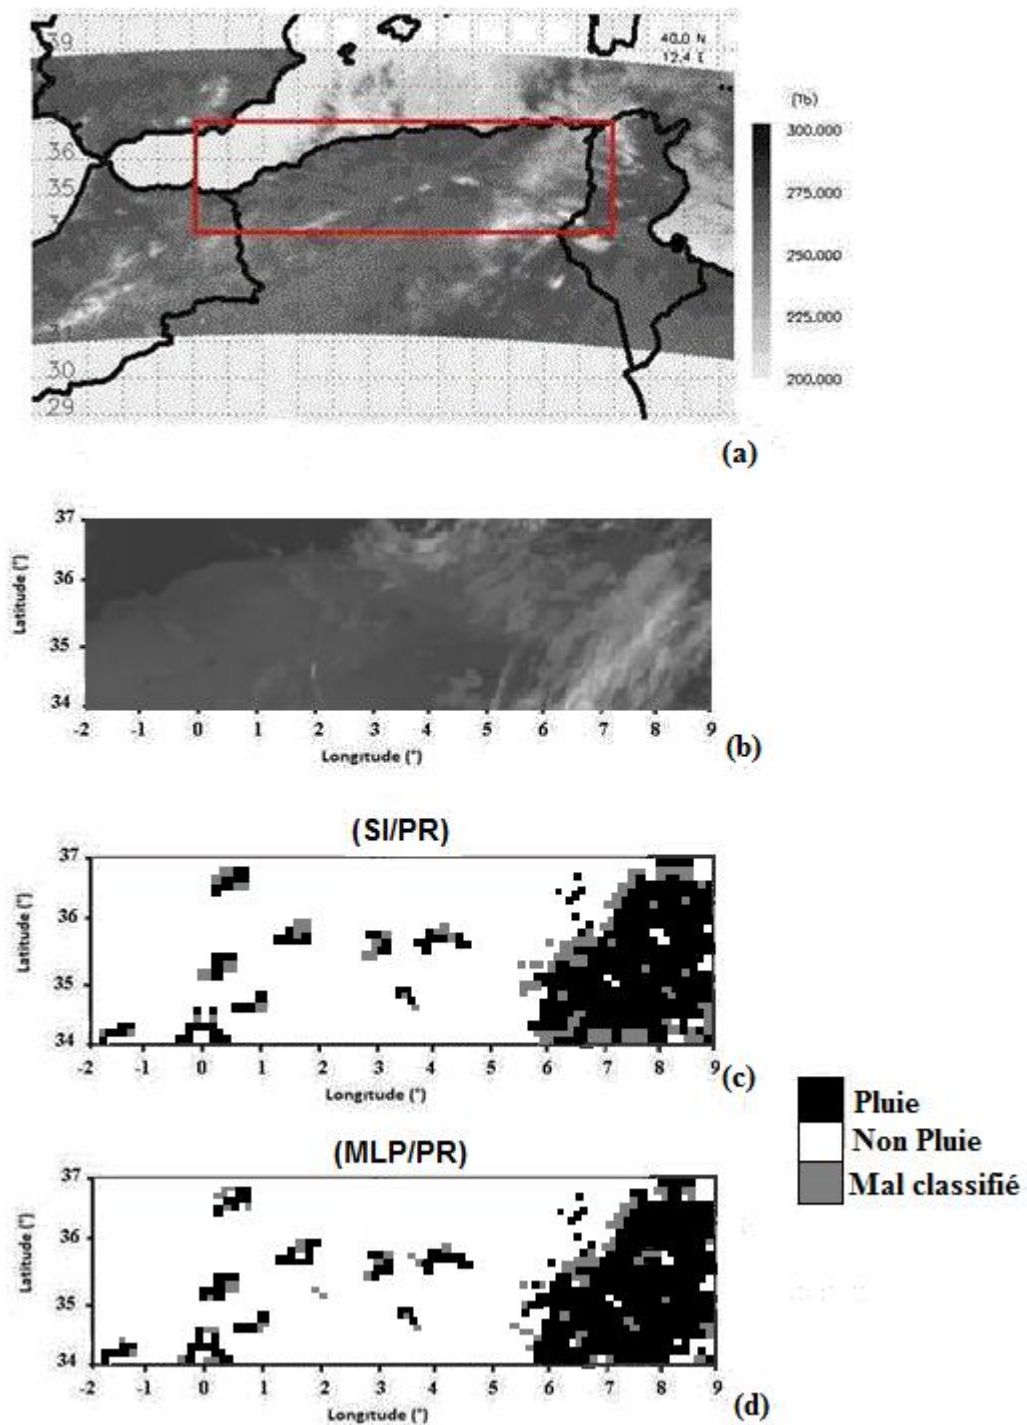 39
40.0 N
12.4 E
(Tb)
300.000
36
35
275.000
250.000
225.000
31
30
200.000
29
(a)
37
36
35
34
Latitude (°)
-2 -1 0 1 2 3 4 5 6 7 8 9
Longitude (°)
(b)
(SI/PR)
37
36
35
34
Latitude (°)
-2 -1 0 1 2 3 4 5 6 7 8 9
Longitude (°)
(c)
Pluie
Non Pluie
Mal classifié
(MLP/PR)
37
36
35
34
Latitude (°)
-2 -1 0 1 2 3 4 5 6 7 8 9
Longitude (°)
(d)